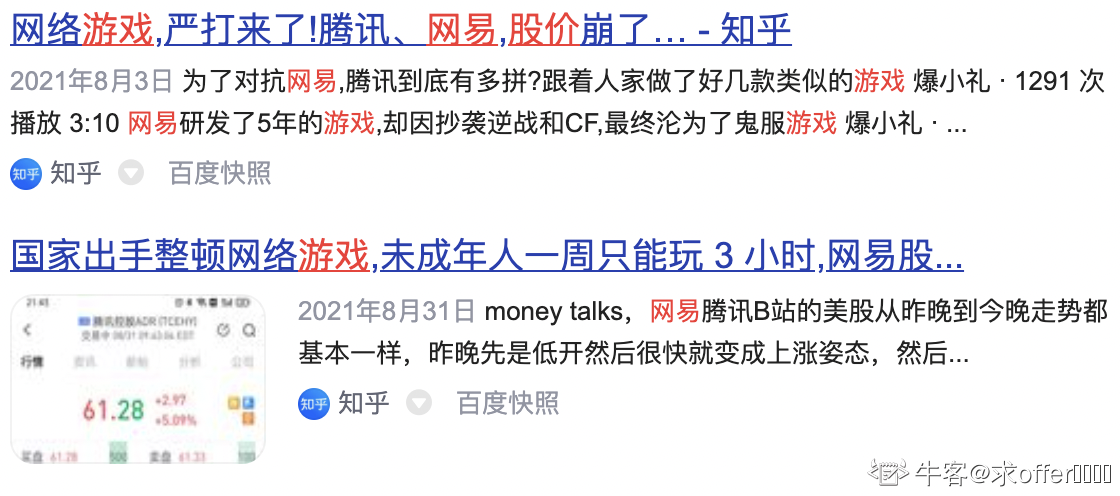 网络游戏,严打来了!腾讯、网易,股价崩了... - 知乎
2021年8月3日 为了对抗网易,腾讯到底有多拼?跟着人家做了好几款类似的游戏 爆小礼 · 1291 次
播放 3:10 网易研发了5年的游戏,却因抄袭逆战和CF,最终沦为了鬼服游戏 爆小礼 · ...
知乎 知乎 百度快照
国家出手整顿网络游戏,未成年人一周只能玩 3 小时,网易股...
21:43
腾讯控股ADR (TCEHY)
行情
公司
61.28 +2.97
+5.09%
买盘 61.28 500 卖盘 61.33 100
2021年8月31日 money talks，网易腾讯B站的美股从昨晚到今晚走势都
基本一样，昨晚先是低开然后很快就变成上涨姿态，然后...
知乎 知乎 百度快照
牛客@求offer